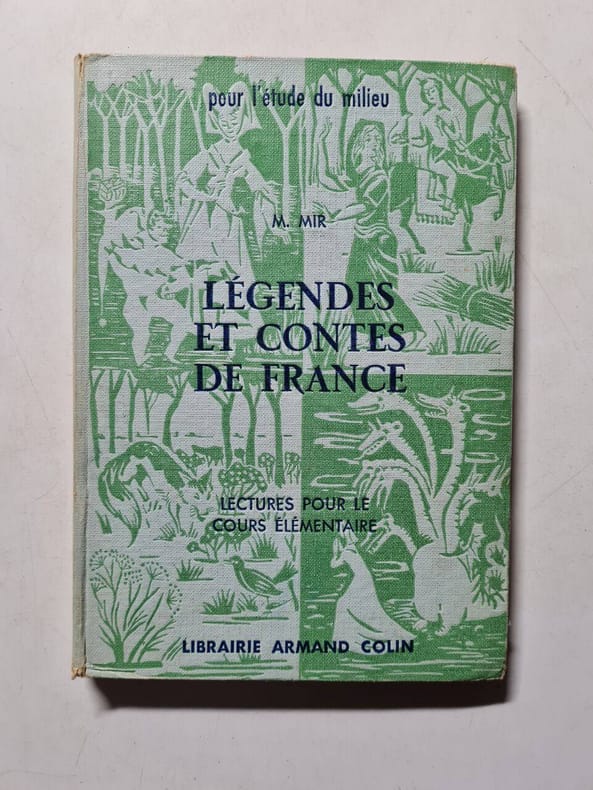 pour l'étude du milieu
M. MIR
LÉGENDES
ET CONTES
DE FRANCE
LECTURES POUR LE
COURS ÉLÉMENTAIRE
LIBRAIRIE ARMAND COLIN